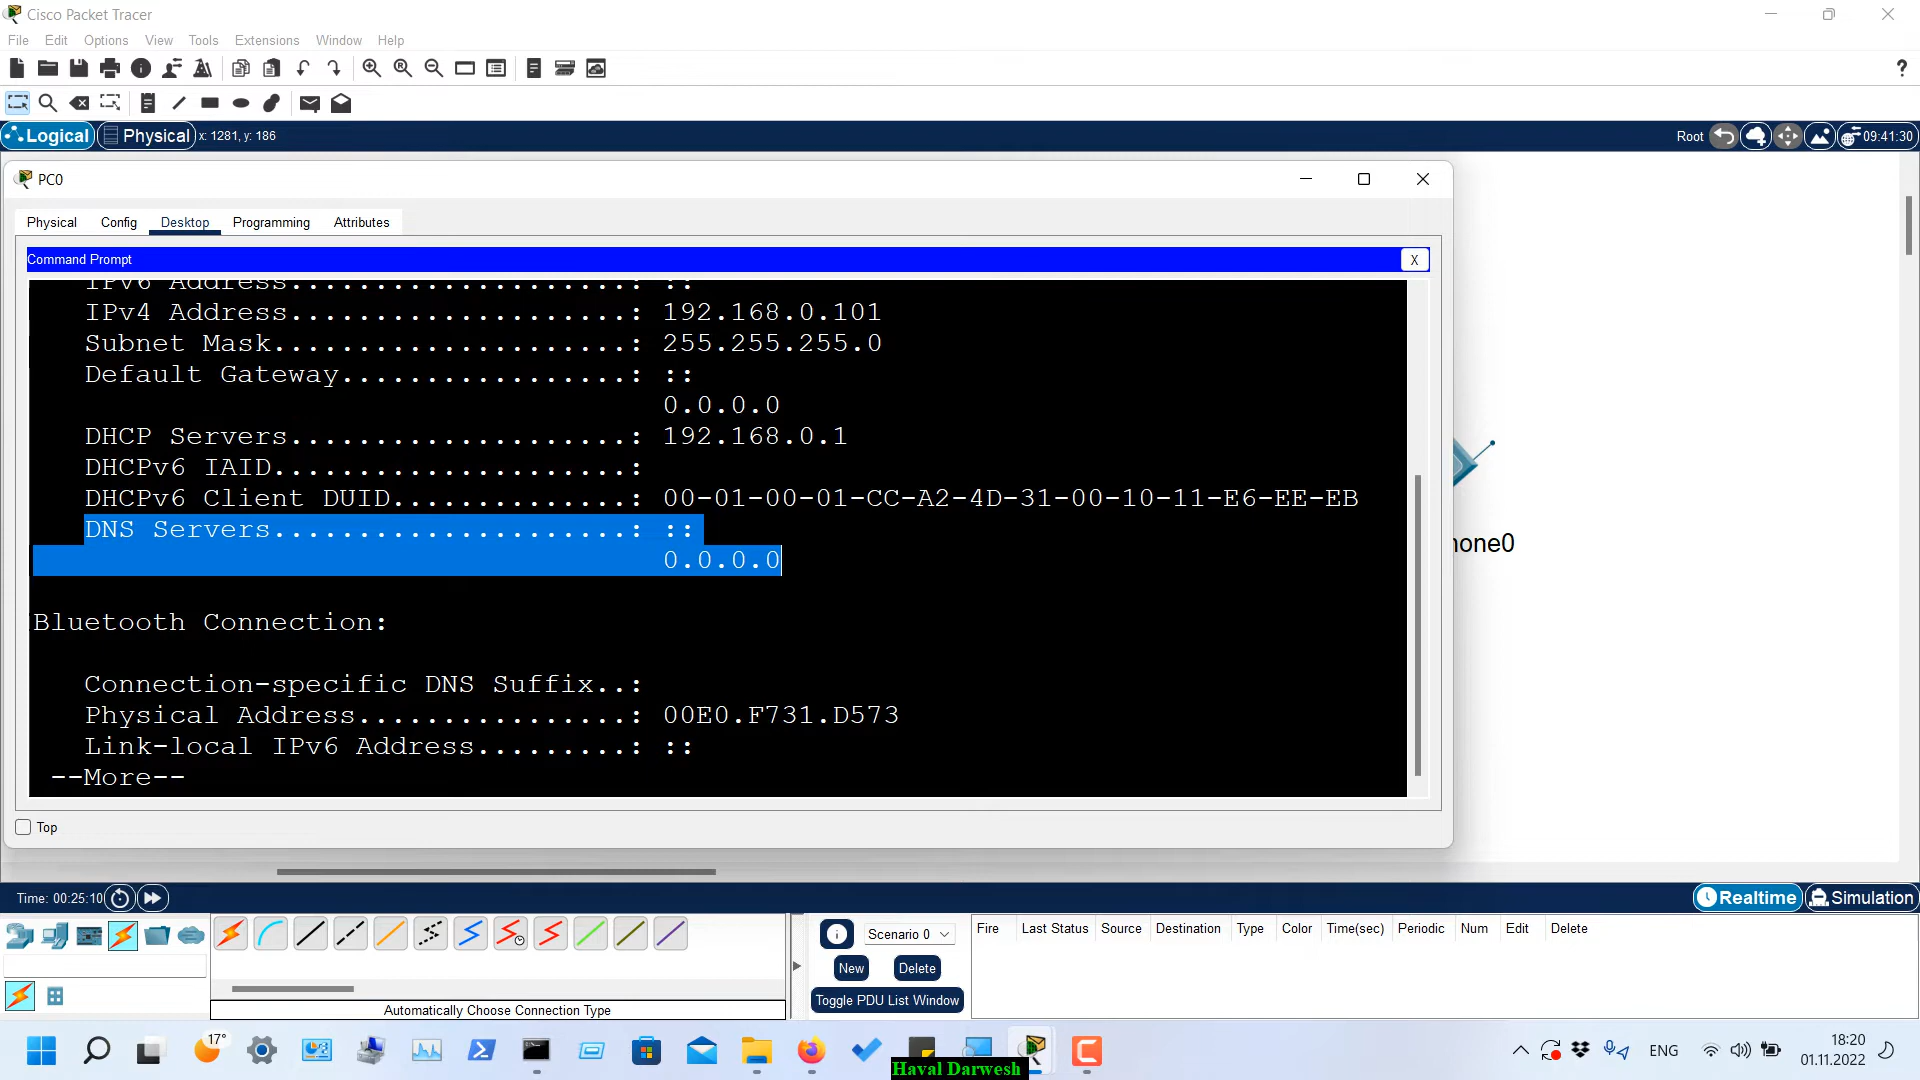 Cisco Packet Tracer
File Edit Options View Tools Extensions Window Help
?
Logical Physical x: 1281, y: 186
Root 09:41:30
PC0
Physical Config Desktop Programming Attributes
Command Prompt X
IPv6 Address....................: ::
IPv4 Address....................: 192.168.0.101
Subnet Mask.....................: 255.255.255.0
Default Gateway.................: ::
0.0.0.0
DHCP Servers....................: 192.168.0.1
DHCPv6 IAID.....................:
DHCPv6 Client DUID..............: 00-01-00-01-CC-A2-4D-31-00-10-11-E6-EE-EB
DNS Servers.....................: ::
0.0.0.0
hone0
Bluetooth Connection:
Connection-specific DNS Suffix..:
Physical Address................: 00E0.F731.D573
Link-local IPv6 Address.........: ::
--More--
Top
Time: 00:25:10
Realtime Simulation
Scenario 0
New Delete
Toggle PDU List Window
Fire Last Status Source Destination Type Color Time(sec) Periodic Num Edit Delete
Automatically Choose Connection Type
17°
ENG
18:20
01.11.2022
Haval Darwesh